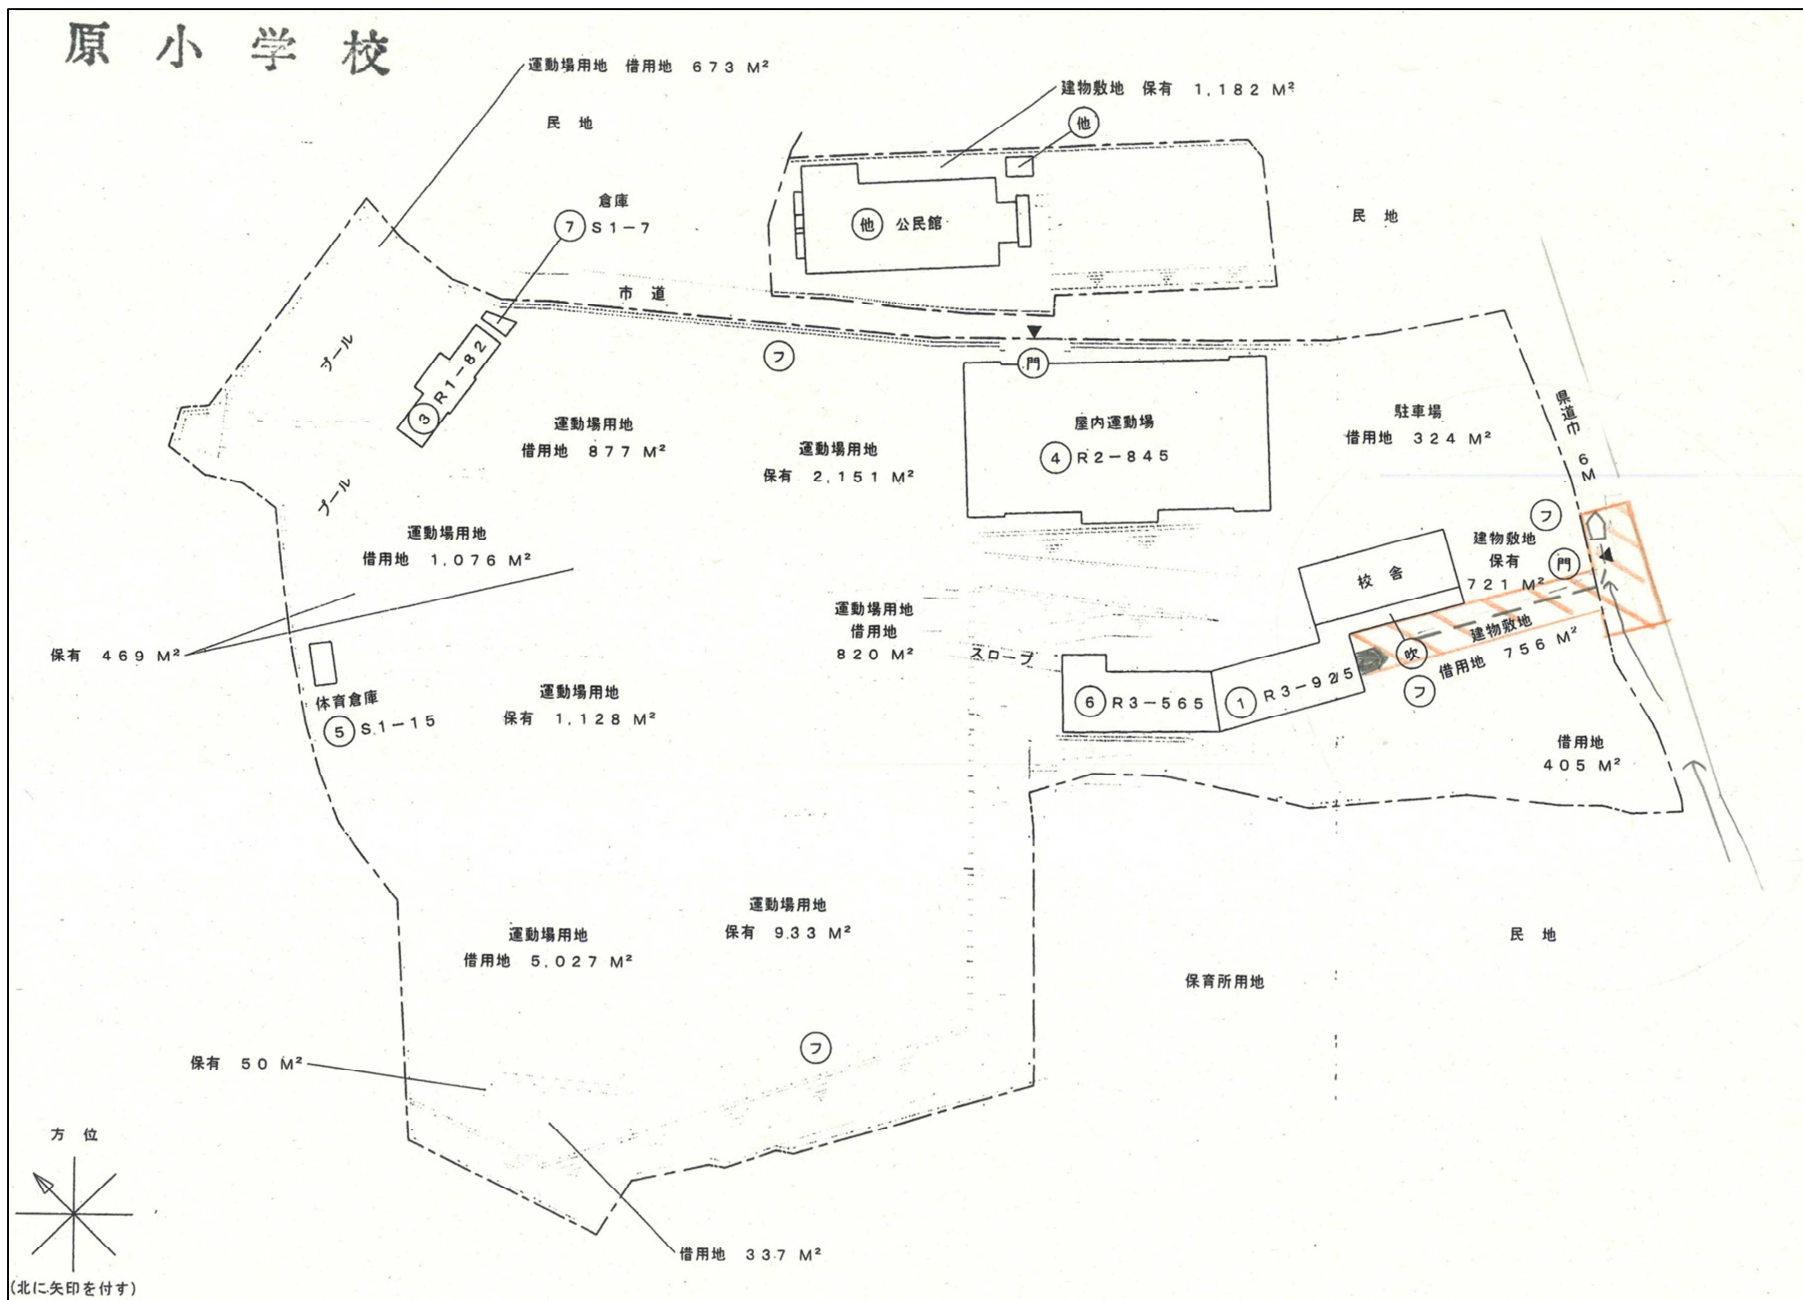 原小学校
運動場用地 借用地 673 M²
建物敷地 保有 1,182 M²
民 地
他
倉庫
⑦ S1-7
他 公民館
民 地
市 道
プール
③ R1-82
フ
門
運動場用地
借用地 877 M²
運動場用地
保有 2,151 M²
屋内運動場
④ R2-845
駐車場
借用地 324 M²
県道巾 6M
プール
運動場用地
借用地 1,076 M²
フ
建物敷地
保有
721 M²
門
校 舎
運動場用地
借用地
820 M²
スロープ
建物敷地
借用地 756 M²
吹
フ
保有 469 M²
体育倉庫
⑤ S.1-15
運動場用地
保有 1,128 M²
⑥ R3-565
① R3-925
借用地
405 M²
運動場用地
借用地 5,027 M²
運動場用地
保有 9.33 M²
民 地
保育所用地
フ
保有 50 M²
借用地 33.7 M²
方 位
(北に矢印を付す)